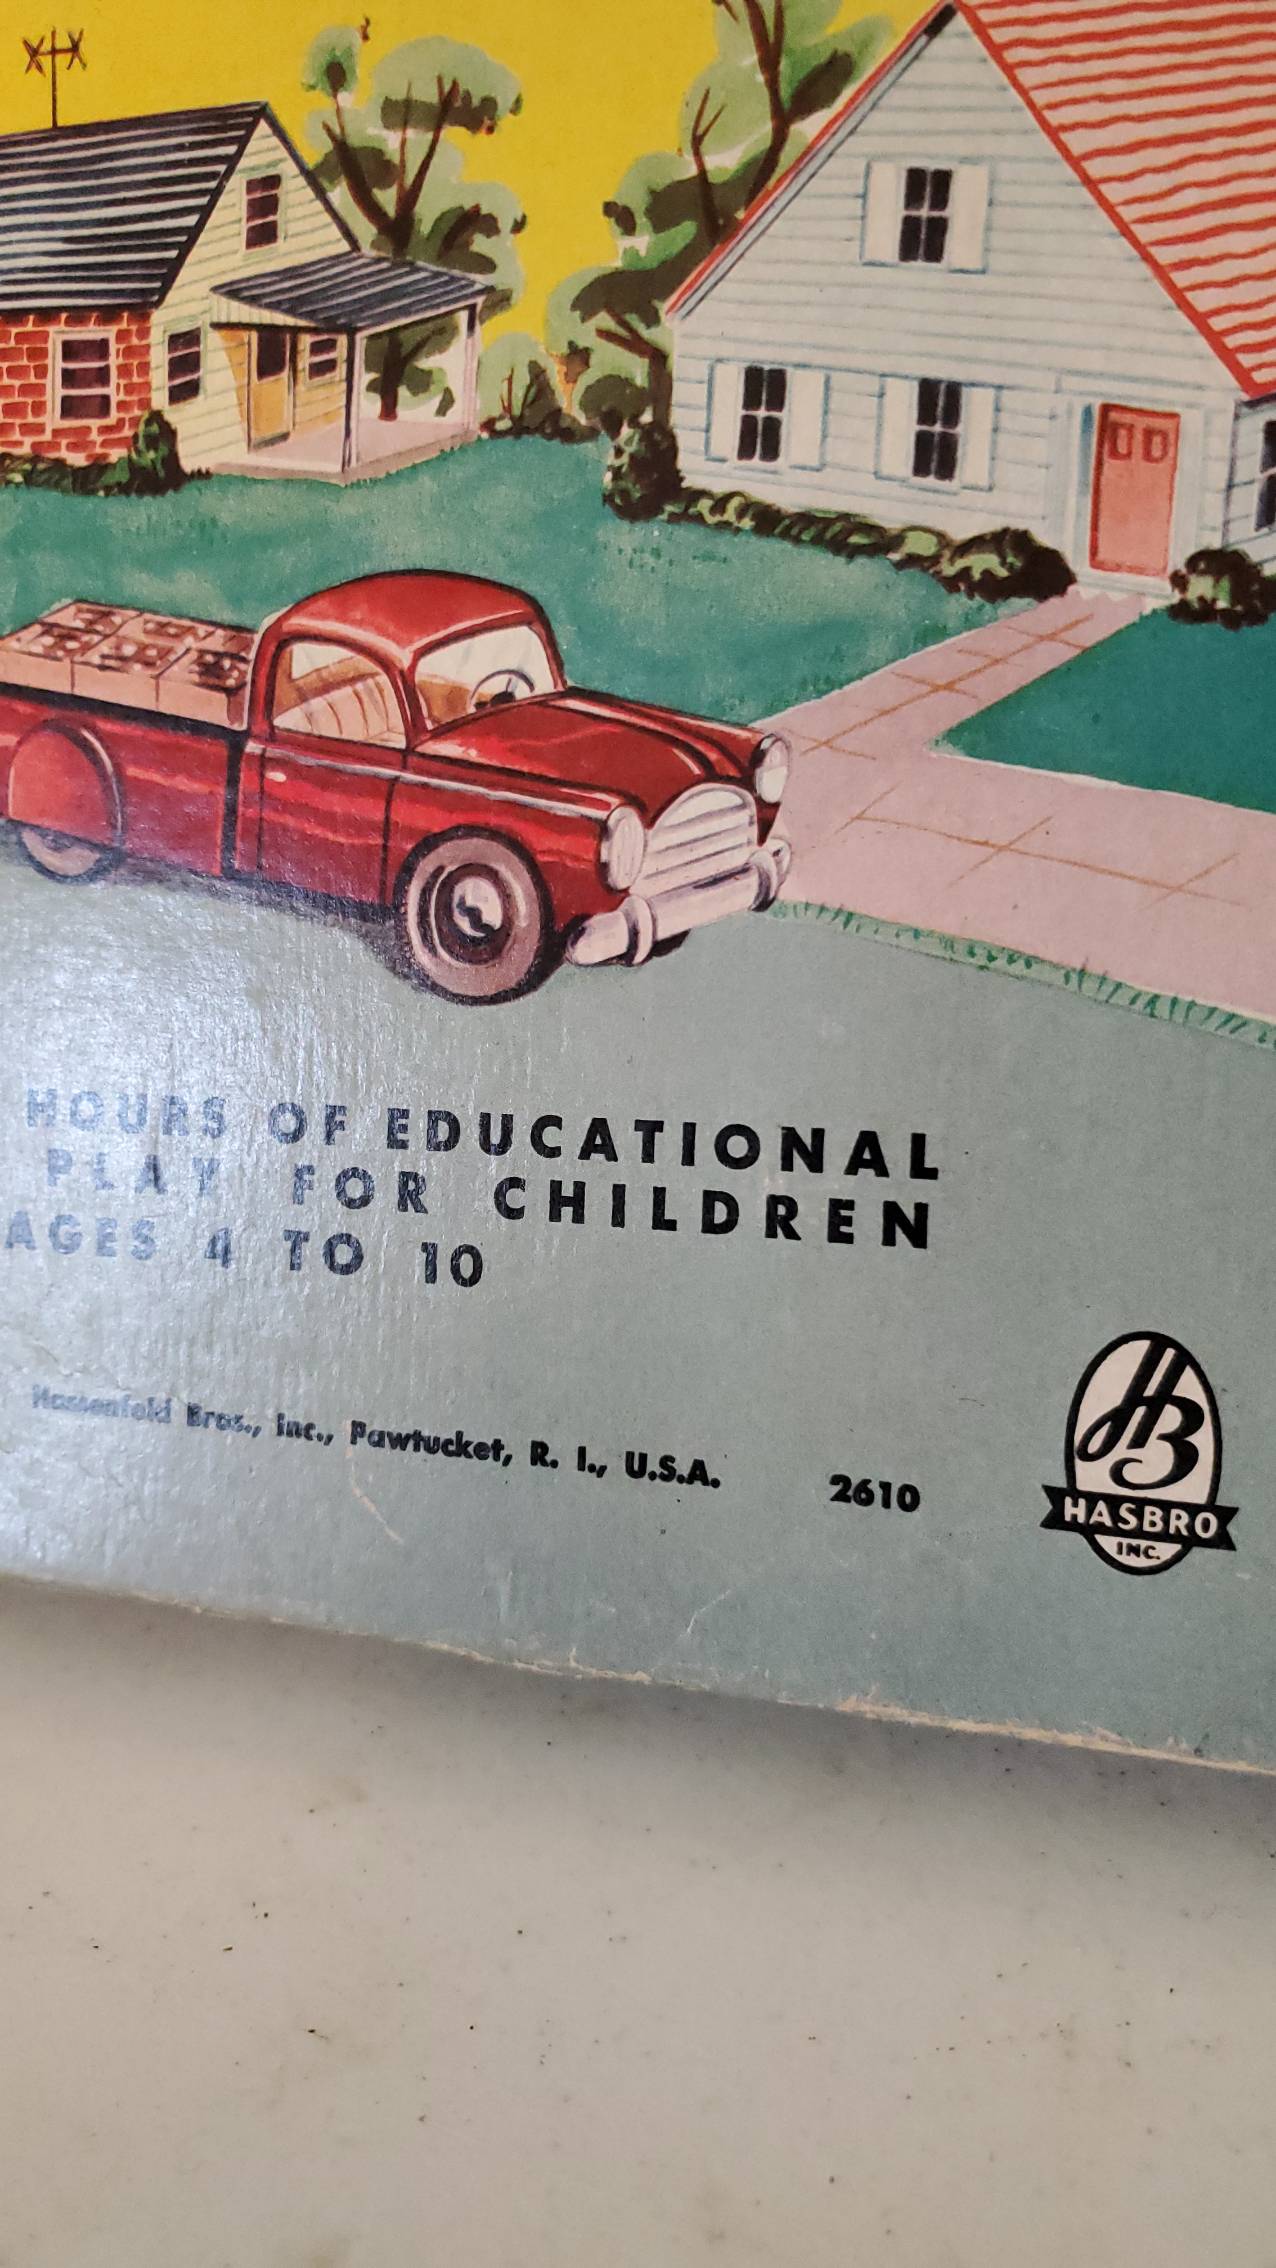 HOURS OF EDUCATIONAL
PLAY FOR CHILDREN
AGES 4 TO 10
Hassenfeld Bros., Inc., Pawtucket, R. I., U.S.A. 2610
HB
HASBRO
INC.